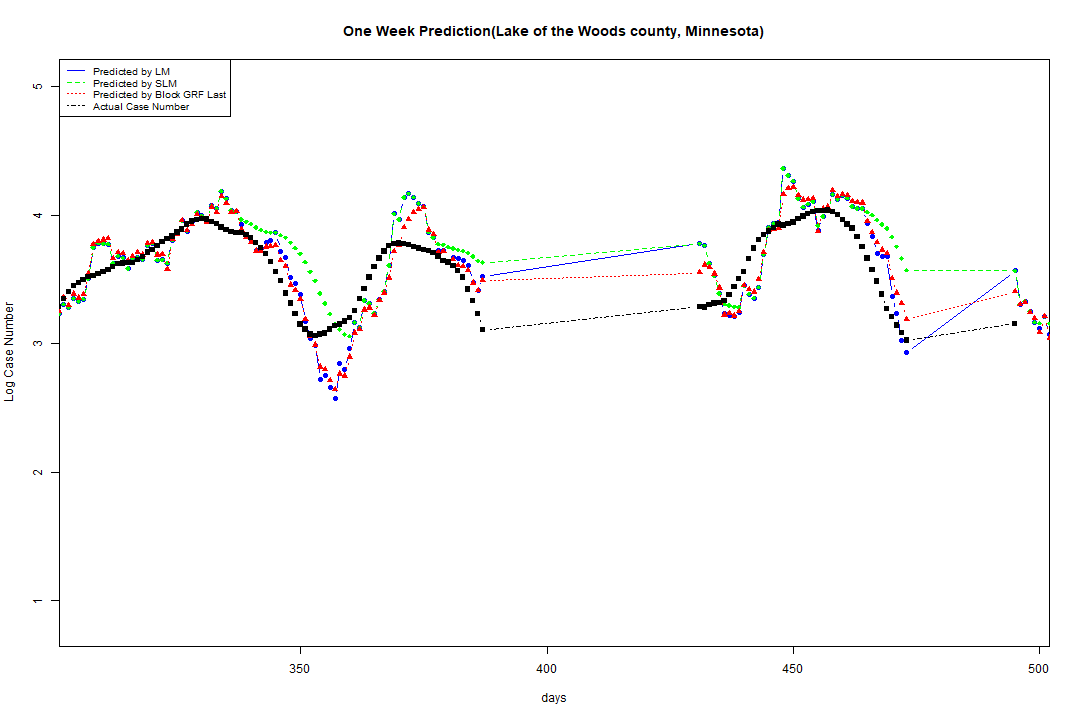 One Week Prediction(Lake of the Woods county, Minnesota)
Predicted by LM
Predicted by SLM
Predicted by Block GRF Last
Actual Case Number
Log Case Number
5
4
3
2
1
350 400 450 500
days